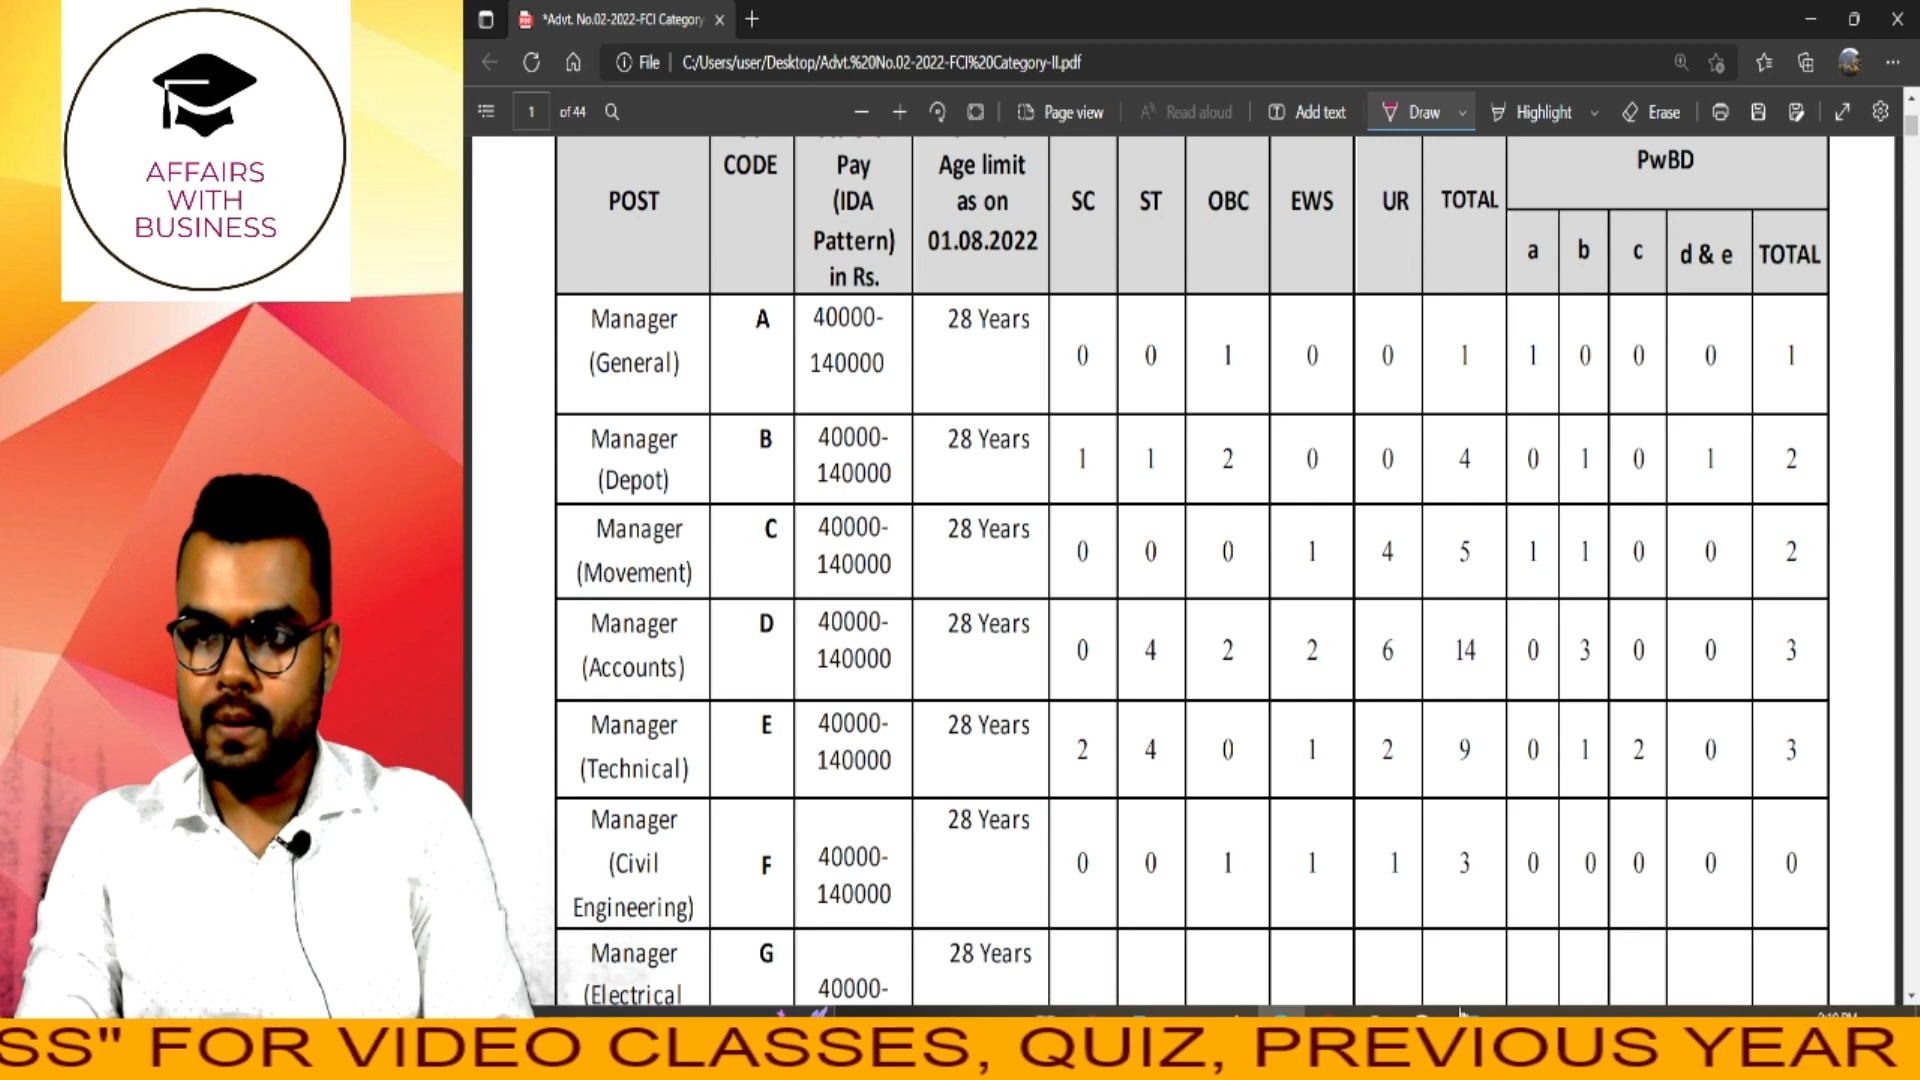 AFFAIRS
WITH
BUSINESS
*Advt. No.02-2022-FCI Category
File C:/Users/user/Desktop/Advt.%20No.02-2022-FCI%20Category-II.pdf
1 of 44 Page view Read aloud Add text Draw Highlight Erase
POST CODE Pay (IDA Pattern) in Rs. Age limit as on 01.08.2022 SC ST OBC EWS UR TOTAL PwBD
a b c d & e TOTAL
Manager (General) A 40000-140000 28 Years 0 0 1 0 0 1 1 0 0 0 1
Manager (Depot) B 40000-140000 28 Years 1 1 2 0 0 4 0 1 0 1 2
Manager (Movement) C 40000-140000 28 Years 0 0 0 1 4 5 1 1 0 0 2
Manager (Accounts) D 40000-140000 28 Years 0 4 2 2 6 14 0 3 0 0 3
Manager (Technical) E 40000-140000 28 Years 2 4 0 1 2 9 0 1 2 0 3
Manager (Civil Engineering) F 40000-140000 28 Years 0 0 1 1 1 3 0 0 0 0 0
Manager (Electrical G 40000- 28 Years
SS" FOR VIDEO CLASSES, QUIZ, PREVIOUS YEAR